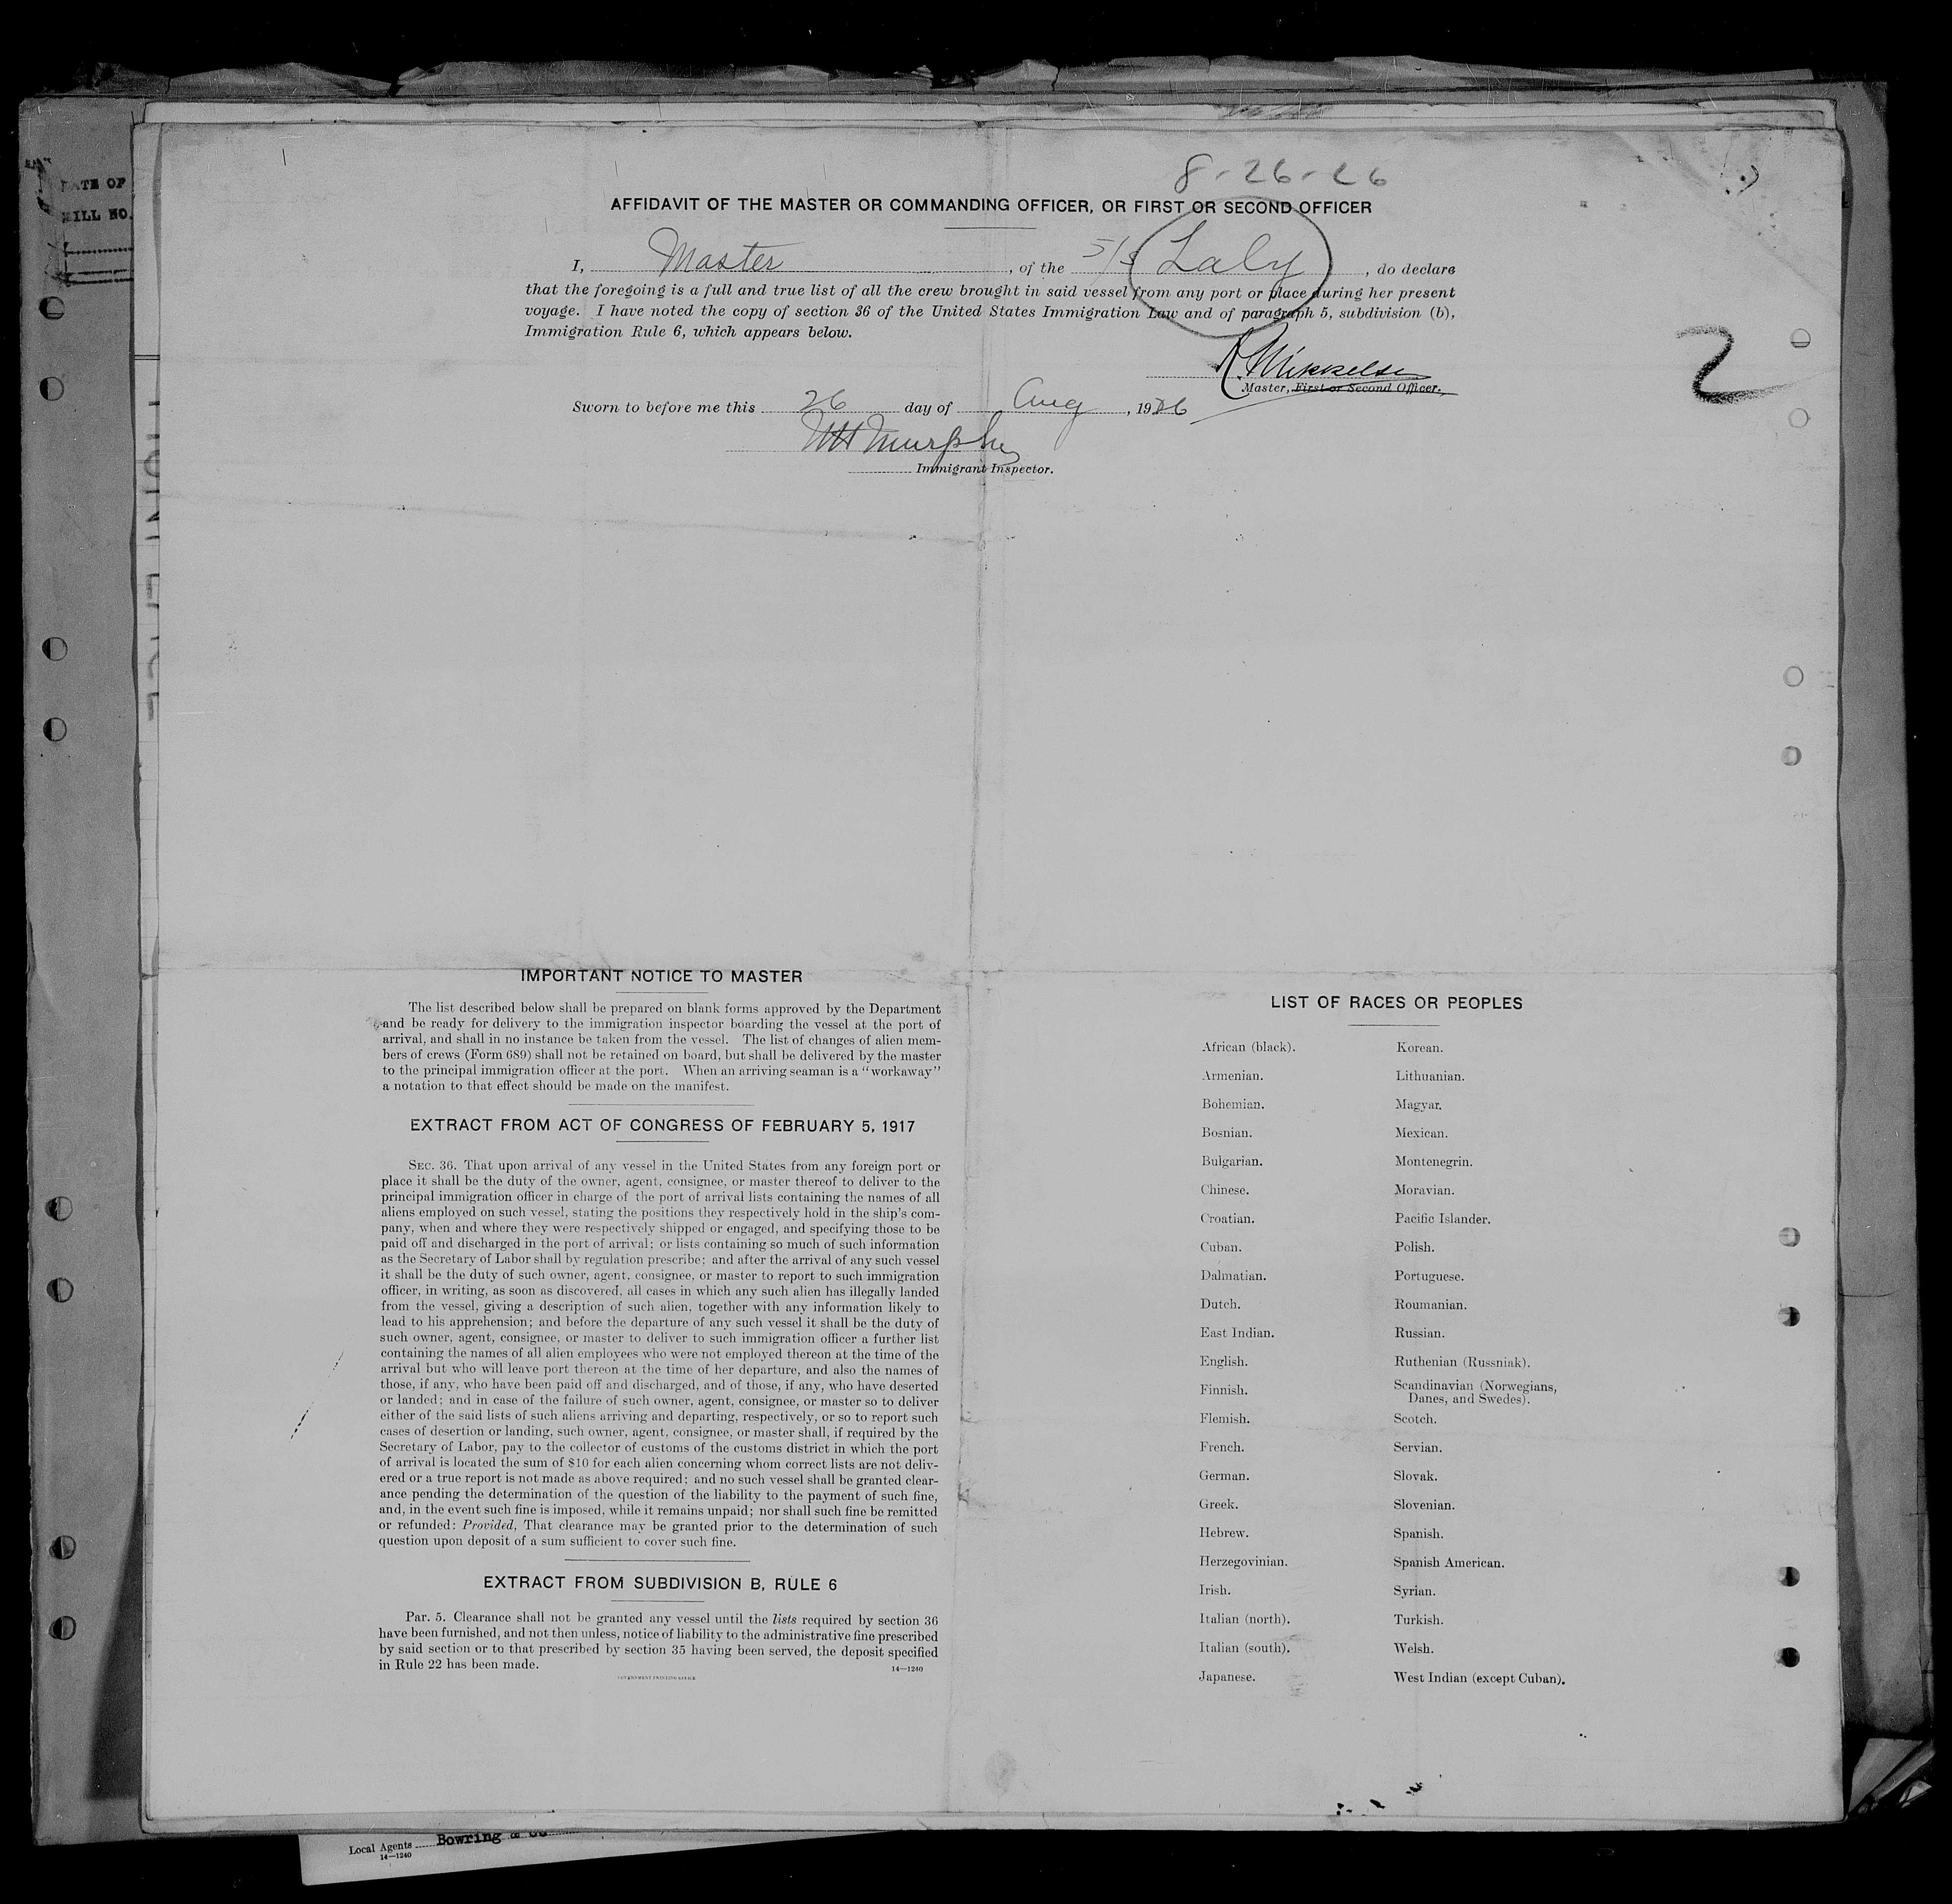 DATE OF
8-26-26
AFFIDAVIT OF THE MASTER OR COMMANDING OFFICER, OR FIRST OR SECOND OFFICER
I, Master, of the S/S Laly, do declare
that the foregoing is a full and true list of all the crew brought in said vessel from any port or place during her present
voyage. I have noted the copy of section 36 of the United States Immigration Law and of paragraph 5, subdivision (b),
Immigration Rule 6, which appears below.
2
Mikkelsen
Master, First or Second Officer.
Sworn to before me this 26 day of Aug, 1926
Murphy
Immigrant Inspector.
IMPORTANT NOTICE TO MASTER
The list described below shall be prepared on blank forms approved by the Department
and be ready for delivery to the immigration inspector boarding the vessel at the port of
arrival, and shall in no instance be taken from the vessel. The list of changes of alien mem-
bers of crews (Form 689) shall not be retained on board, but shall be delivered by the master
to the principal immigration officer at the port. When an arriving seaman is a "workaway"
a notation to that effect should be made on the manifest.
EXTRACT FROM ACT OF CONGRESS OF FEBRUARY 5, 1917
SEC. 36. That upon arrival of any vessel in the United States from any foreign port or
place it shall be the duty of the owner, agent, consignee, or master thereof to deliver to the
principal immigration officer in charge of the port of arrival lists containing the names of all
aliens employed on such vessel, stating the positions they respectively hold in the ship's com-
pany, when and where they were respectively shipped or engaged, and specifying those to be
paid off and discharged in the port of arrival; or lists containing so much of such information
as the Secretary of Labor shall by regulation prescribe; and after the arrival of any such vessel
it shall be the duty of such owner, agent, consignee, or master to report to such immigration
officer, in writing, as soon as discovered, all cases in which any such alien has illegally landed
from the vessel, giving a description of such alien, together with any information likely to
lead to his apprehension; and before the departure of any such vessel it shall be the duty of
such owner, agent, consignee, or master to deliver to such immigration officer a further list
containing the names of all alien employees who were not employed thereon at the time of the
arrival but who will leave port thereon at the time of her departure, and also the names of
those, if any, who have been paid off and discharged, and of those, if any, who have deserted
or landed; and in case of the failure of such owner, agent, consignee, or master so to deliver
either of the said lists of such aliens arriving and departing, respectively, or so to report such
cases of desertion or landing, such owner, agent, consignee, or master shall, if required by the
Secretary of Labor, pay to the collector of customs of the customs district in which the port
of arrival is located the sum of $10 for each alien concerning whom correct lists are not deliv-
ered or a true report is not made as above required; and no such vessel shall be granted clear-
ance pending the determination of the question of the liability to the payment of such fine,
and, in the event such fine is imposed, while it remains unpaid; nor shall such fine be remitted
or refunded: Provided, That clearance may be granted prior to the determination of such
question upon deposit of a sum sufficient to cover such fine.
EXTRACT FROM SUBDIVISION B, RULE 6
Par. 5. Clearance shall not be granted any vessel until the lists required by section 36
have been furnished, and not then unless, notice of liability to the administrative fine prescribed
by said section or to that prescribed by section 35 having been served, the deposit specified
in Rule 22 has been made.
14—1240
GOVERNMENT PRINTING OFFICE
LIST OF RACES OR PEOPLES
African (black). Korean.
Armenian. Lithuanian.
Bohemian. Magyar.
Bosnian. Mexican.
Bulgarian. Montenegrin.
Chinese. Moravian.
Croatian. Pacific Islander.
Cuban. Polish.
Dalmatian. Portuguese.
Dutch. Roumanian.
East Indian. Russian.
English. Ruthenian (Russniak).
Finnish. Scandinavian (Norwegians,
Danes, and Swedes).
Flemish. Scotch.
French. Servian.
German. Slovak.
Greek. Slovenian.
Hebrew. Spanish.
Herzegovinian. Spanish American.
Irish. Syrian.
Italian (north). Turkish.
Italian (south). Welsh.
Japanese. West Indian (except Cuban).
Local Agents Bowring & Co
14—1240